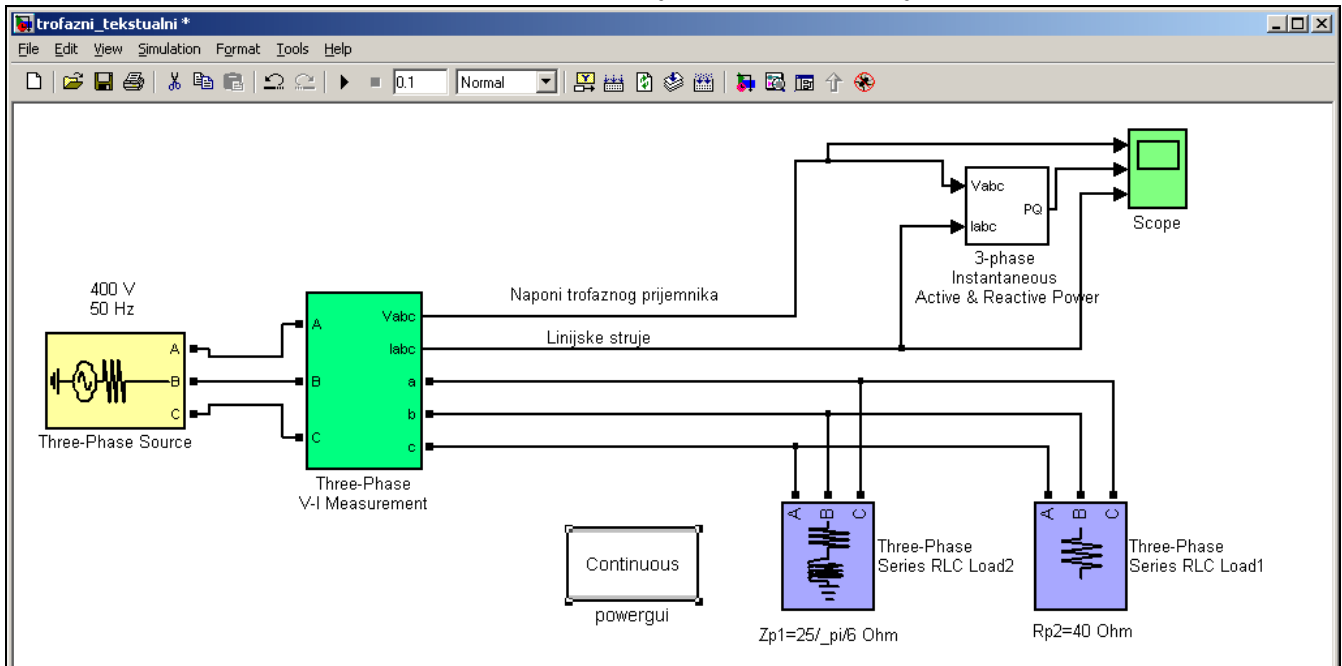 trofazni_tekstualni *
File Edit View Simulation Format Tools Help
0.1 Normal
Vabc
Iabc
PQ
Scope
3-phase
Instantaneous
Active & Reactive Power
400 V
50 Hz
A
B
C
Three-Phase Source
A
B
C
Vabc
Iabc
a
b
c
Three-Phase
V-I Measurement
Naponi trofaznog prijemnika
Linijske struje
Continuous
powergui
A B C
Three-Phase
Series RLC Load2
Zp1=25/_pi/6 Ohm
A B C
Three-Phase
Series RLC Load1
Rp2=40 Ohm